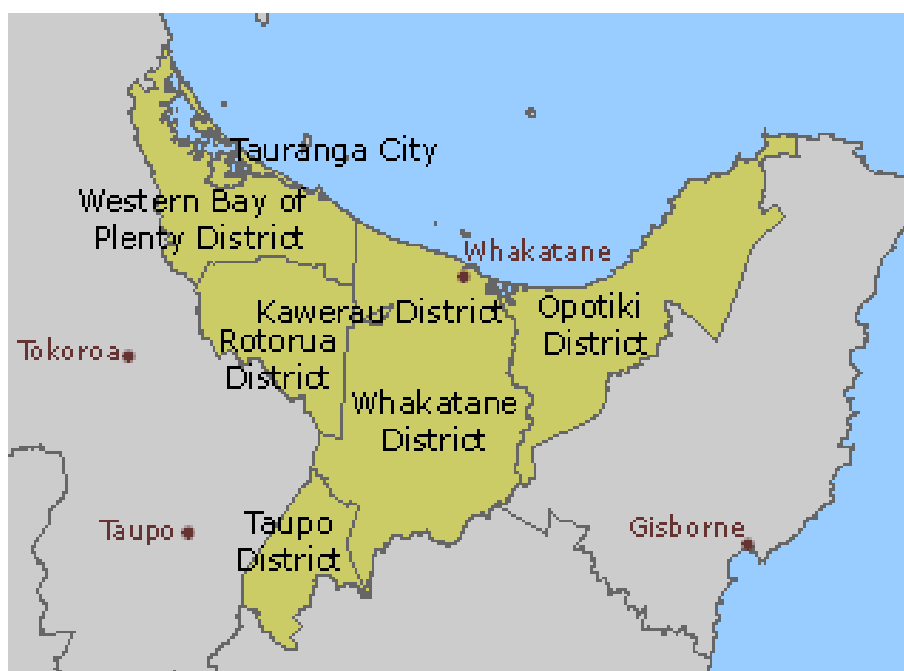 Tauranga City
Western Bay of
Plenty District
Whakatane
Kawerau District
Opotiki
District
Rotorua
District
Tokoroa
Whakatane
District
Taupo
Taupo
District
Gisborne